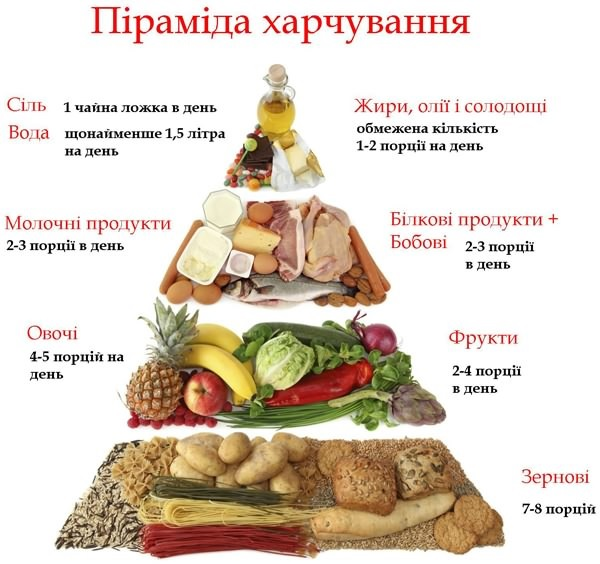 Піраміда харчування
Сіль 1 чайна ложка в день
Вода щонайменше 1,5 літра
на день
Жири, олії і солодощі
обмежена кількість
1-2 порції на день
Молочні продукти
2-3 порції в день
Білкові продукти +
Бобові 2-3 порції
в день
Овочі
4-5 порцій на
день
Фрукти
2-4 порції
в день
Зернові
7-8 порцій